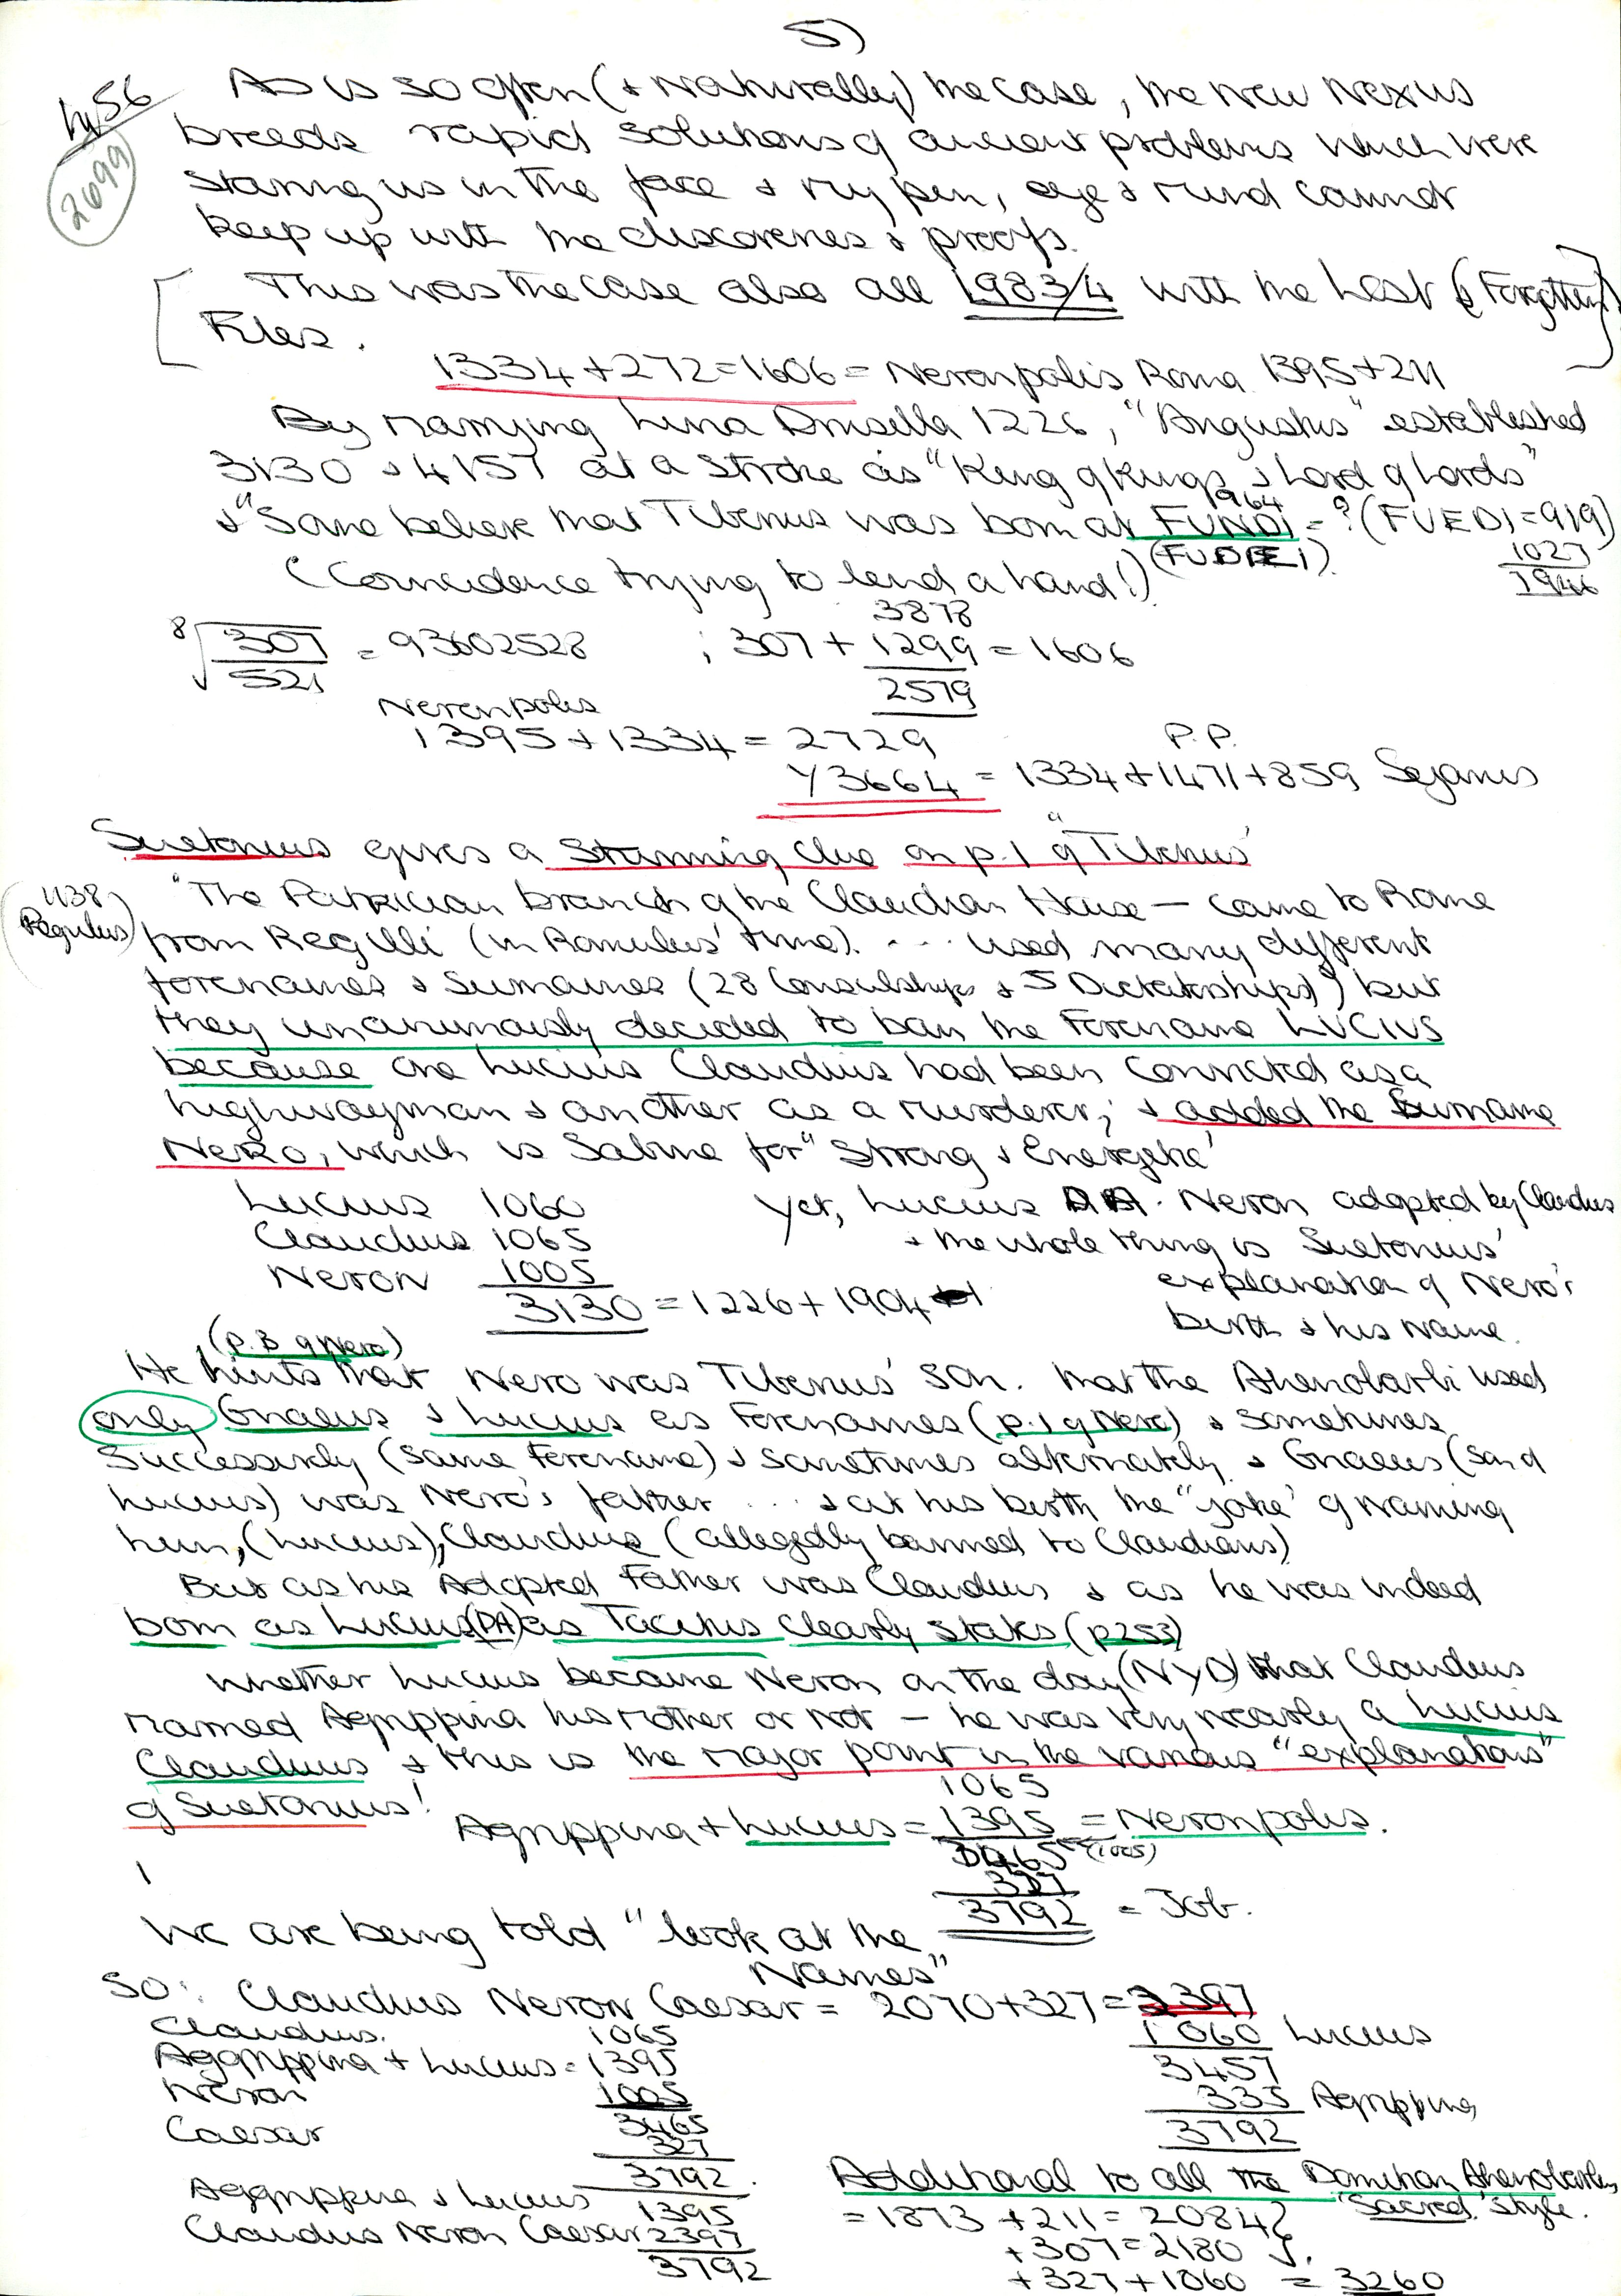 5)
h56
2699
As is so often (& Naturally) the case, the new Nexus
breeds rapid solutions of ancient problems which were
staring us in the face & my pen, eye & mind cannot
keep up with the discoveries & proofs.
[This was the case also all 1983/4 with the Lost (& Forgotten)
Files.]
1334 + 272 = 1606 = Neronpolis Roma 1395 + 211
By marrying Livia Drusilla 1226, "Augustus" established
3130 & 4157 at a stroke as "King of Kings & Lord of Lords"
964
& "Some believe that Tiberius was born at FUNDI = ? (FUEDI = 919)
(Coincidence trying to lend a hand!) (FUDEI)
1027
1946
3878
8√ 307/521 = 93602528 ; 307 + 1299 = 1606
2579
Neronpolis
1395 + 1334 = 2729
P.P.
Y3664 = 1334 + 1471 + 859 Sejanus
Suetonius gives a Stunning Clue on p.1 of "Tiberius"
1138
Regulus
"The Patrician branch of the Claudian House — came to Rome
from Regilli (in Romulus' time). ... used many different
forenames & surnames (28 Consulships & 5 Dictatorships) but
they unanimously decided to ban the Forename LUCIUS
because one Lucius Claudius had been convicted as a
highwayman & another as a murderer; & added the Surname
Nero, which is Sabine for "Strong & Energetic"
Lucius 1060
Claudius 1065
Neron 1005
3130 = 1226 + 1904
Yet, Lucius D.A. Neron adopted by Claudius
& the whole thing is Suetonius'
explanation of Nero's
birth & his Name.
(p.3 of Nero)
He hints that Nero was Tiberius' Son. That the Ahenobarbi used
only Gnaeus & Lucius as Forenames (p.1 of Nero) & sometimes
Successively (same Forename) & sometimes alternately & Gnaeus (son of
Lucius) was Nero's father ... & at his birth the "joke" of Naming
him, (Lucius), Claudius (allegedly banned to Claudians)
But as his Adopted Father was Claudius & as he was indeed
born as Lucius (DA) as Tacitus clearly states (p253)
Whether Lucius became Neron on the day (NYD) that Claudius
married Agrippina his mother or not — he was very nearly a Lucius
Claudius & this is the major point in the various "explanations"
of Suetonius!
1065
Agrippina + Lucius = 1395 = Neronpolis.
3465 (1005)
327
3792 = Job.
We are being told "look at the
Names"
SO: Claudius Neron Caesar = 2070 + 327 = 2397
1060 Lucius
3457
335 Agrippina
3792
Claudius. 1065
Aggrippina + Lucius = 1395
Neron 1005
3465
Caesar 327
3792
Aggrippina & Lucius 1395
Claudius Neron Caesar 2397
3792
Additional to all the Domitian Ahenobarbus
"Sacred" style.
= 1873 + 211 = 2084
+ 307 = 2180
+ 327 + 1060 = 3260